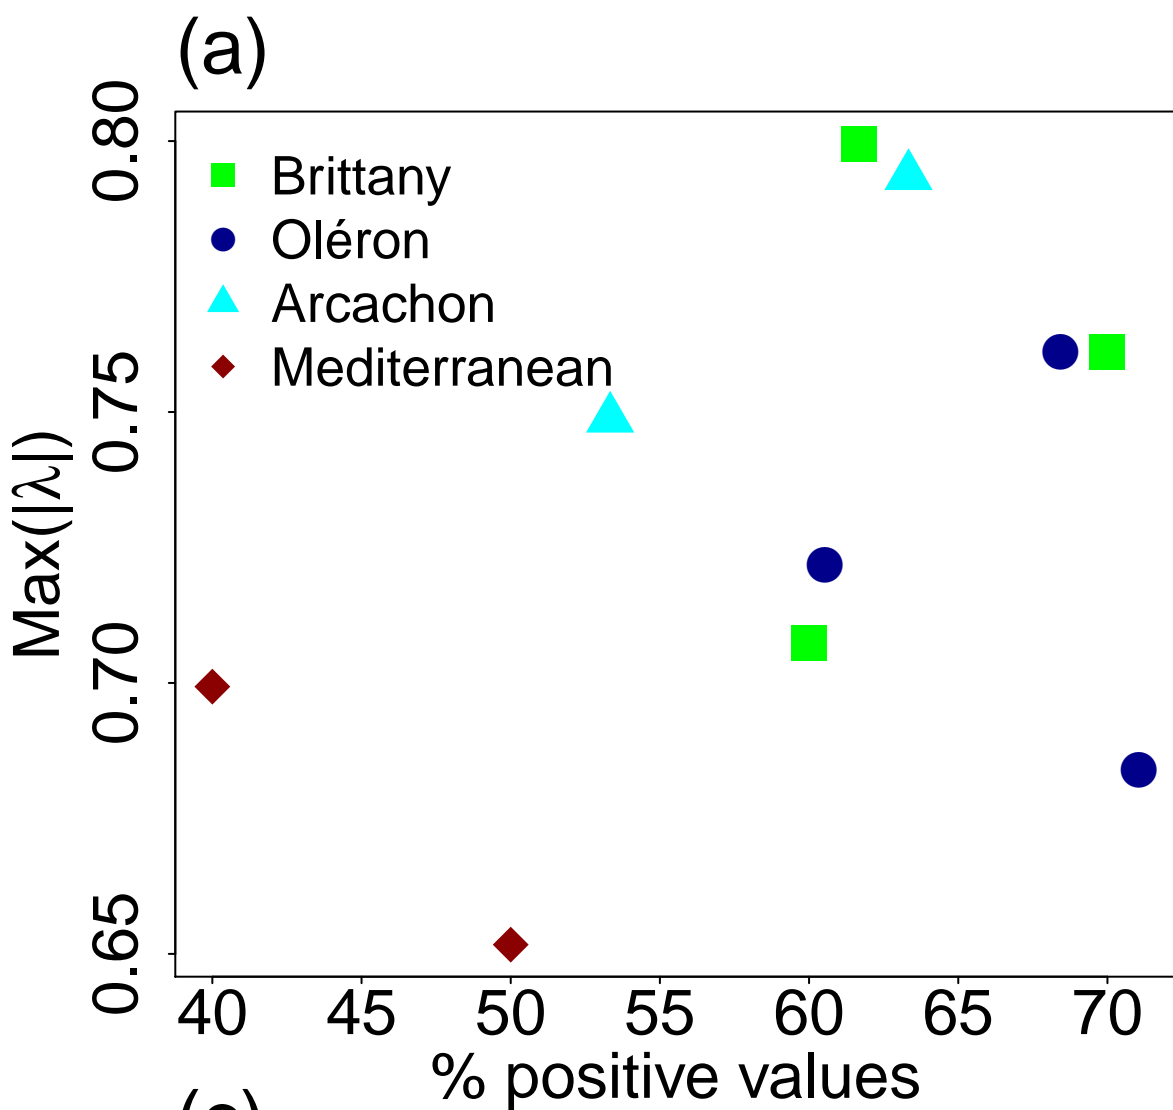 (a)
0.80
0.75
0.70
0.65
Max(|λ|)
Brittany
Oléron
Arcachon
Mediterranean
40 45 50 55 60 65 70
% positive values